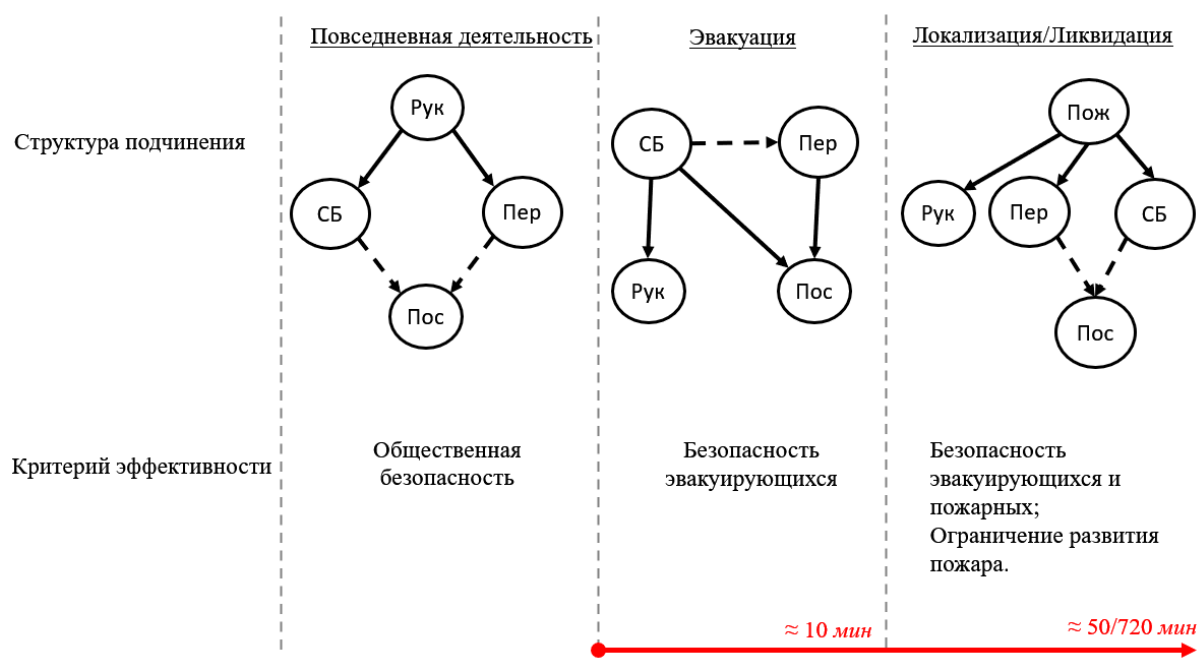 Повседневная деятельность
Эвакуация
Локализация/Ликвидация
Структура подчинения
Рук
СБ
Пер
Пос
СБ
Пер
Рук
Пос
Пож
Рук
Пер
СБ
Пос
Критерий эффективности
Общественная
безопасность
Безопасность
эвакуирующихся
Безопасность
эвакуирующихся и
пожарных;
Ограничение развития
пожара.
≈ 10 мин
≈ 50/720 мин